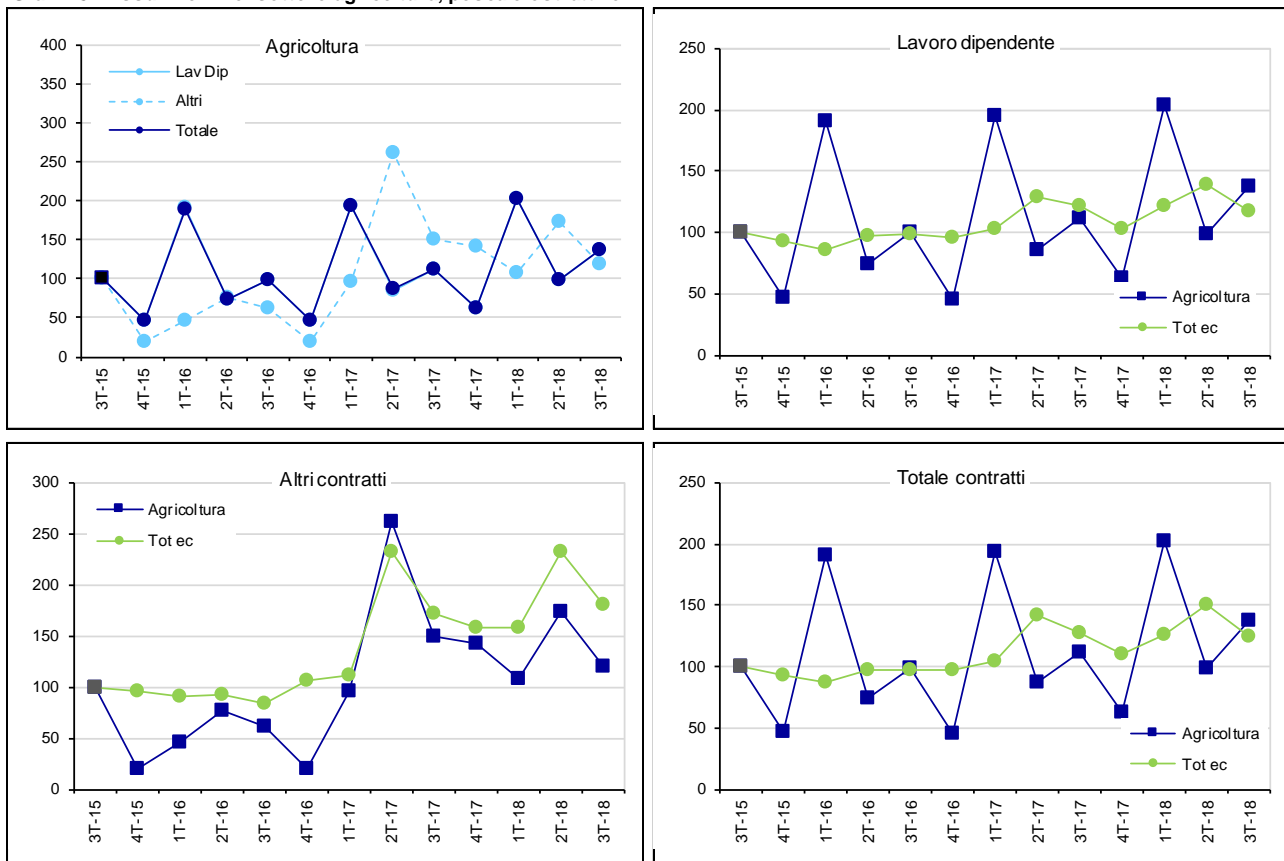 Agricoltura
400
350
300
250
200
150
100
50
0
Lav Dip
Altri
Totale
3T-15
4T-15
1T-16
2T-16
3T-16
4T-16
1T-17
2T-17
3T-17
4T-17
1T-18
2T-18
3T-18
Lavoro dipendente
250
200
150
100
50
0
Agricoltura
Tot ec
3T-15
4T-15
1T-16
2T-16
3T-16
4T-16
1T-17
2T-17
3T-17
4T-17
1T-18
2T-18
3T-18
Altri contratti
300
250
200
150
100
50
0
Agricoltura
Tot ec
3T-15
4T-15
1T-16
2T-16
3T-16
4T-16
1T-17
2T-17
3T-17
4T-17
1T-18
2T-18
3T-18
Totale contratti
250
200
150
100
50
0
Agricoltura
Tot ec
3T-15
4T-15
1T-16
2T-16
3T-16
4T-16
1T-17
2T-17
3T-17
4T-17
1T-18
2T-18
3T-18